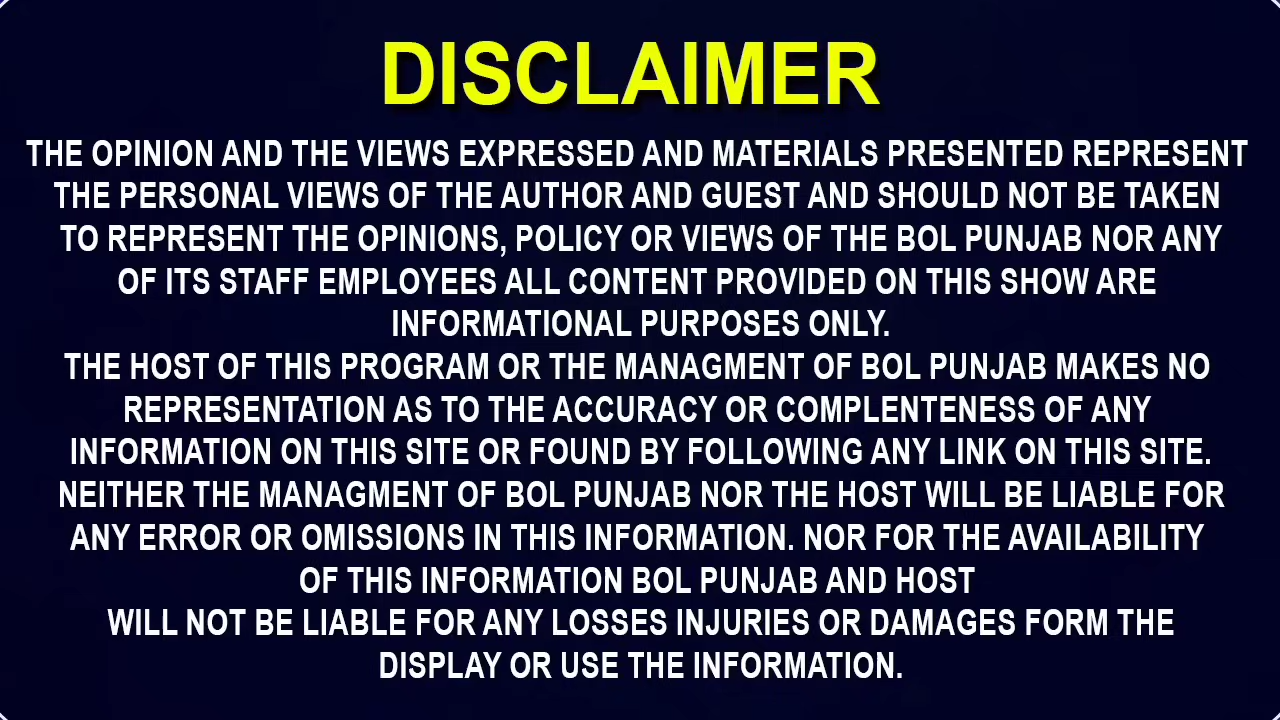 DISCLAIMER
THE OPINION AND THE VIEWS EXPRESSED AND MATERIALS PRESENTED REPRESENT
THE PERSONAL VIEWS OF THE AUTHOR AND GUEST AND SHOULD NOT BE TAKEN
TO REPRESENT THE OPINIONS, POLICY OR VIEWS OF THE BOL PUNJAB NOR ANY
OF ITS STAFF EMPLOYEES ALL CONTENT PROVIDED ON THIS SHOW ARE
INFORMATIONAL PURPOSES ONLY.
THE HOST OF THIS PROGRAM OR THE MANAGMENT OF BOL PUNJAB MAKES NO
REPRESENTATION AS TO THE ACCURACY OR COMPLENTENESS OF ANY
INFORMATION ON THIS SITE OR FOUND BY FOLLOWING ANY LINK ON THIS SITE.
NEITHER THE MANAGMENT OF BOL PUNJAB NOR THE HOST WILL BE LIABLE FOR
ANY ERROR OR OMISSIONS IN THIS INFORMATION. NOR FOR THE AVAILABILITY
OF THIS INFORMATION BOL PUNJAB AND HOST
WILL NOT BE LIABLE FOR ANY LOSSES INJURIES OR DAMAGES FORM THE
DISPLAY OR USE THE INFORMATION.